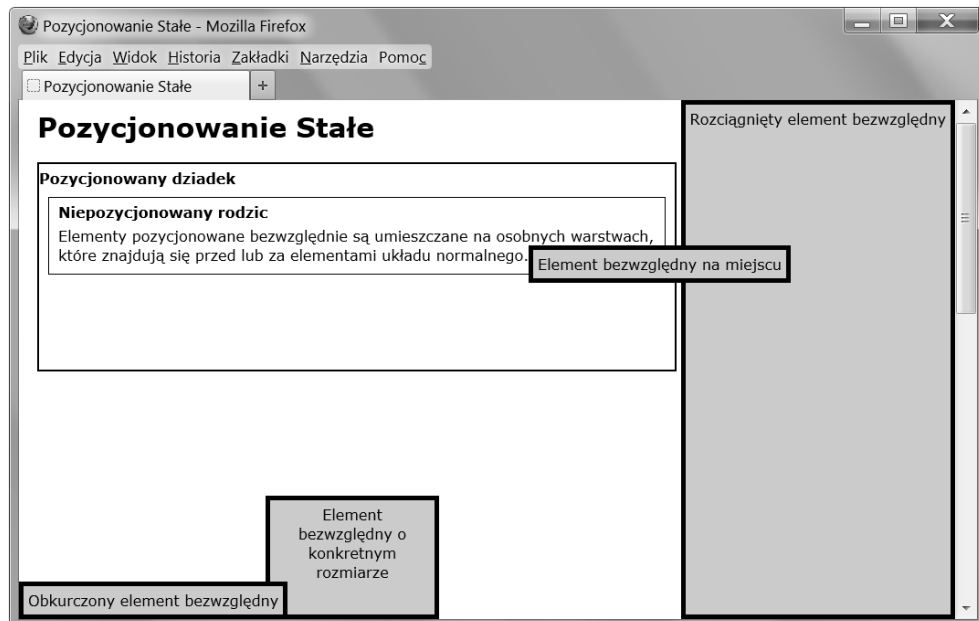 Pozycjonowanie Stałe - Mozilla Firefox
Plik Edycja Widok Historia Zakładki Narzędzia Pomoc
Pozycjonowanie Stałe +
Pozycjonowanie Stałe
Rozciągnięty element bezwzględny
Pozycjonowany dziadek
Niepozycjonowany rodzic
Elementy pozycjonowane bezwzględnie są umieszczane na osobnych warstwach,
które znajdują się przed lub za elementami układu normalnego.
Element bezwzględny na miejscu
Element
bezwzględny o
konkretnym
rozmiarze
Obkurczony element bezwzględny